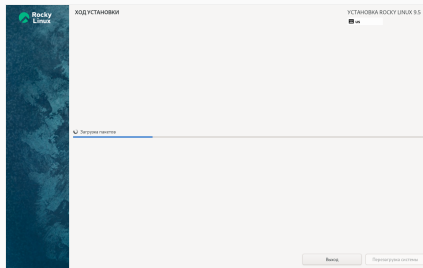 Rocky
Linux
ХОД УСТАНОВКИ
УСТАНОВКА ROCKY LINUX 9.5
us
Загрузка пакетов
Выход
Перезагрузка системы